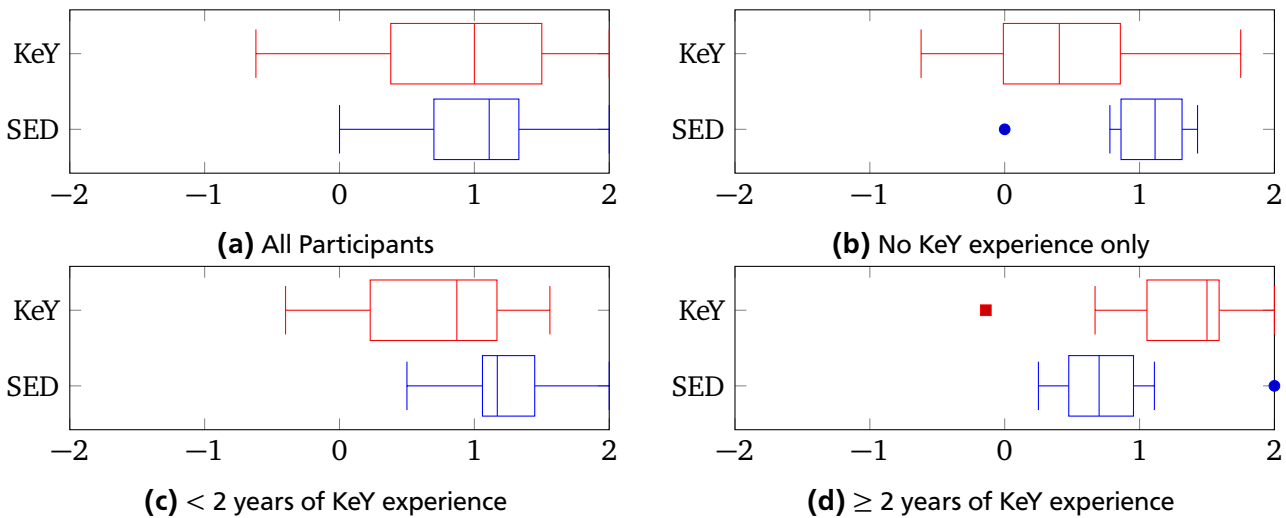 KeY
SED
−2 −1 0 1 2
(a) All Participants
KeY
SED
−2 −1 0 1 2
(b) No KeY experience only
KeY
SED
−2 −1 0 1 2
(c) < 2 years of KeY experience
KeY
SED
−2 −1 0 1 2
(d) ≥ 2 years of KeY experience